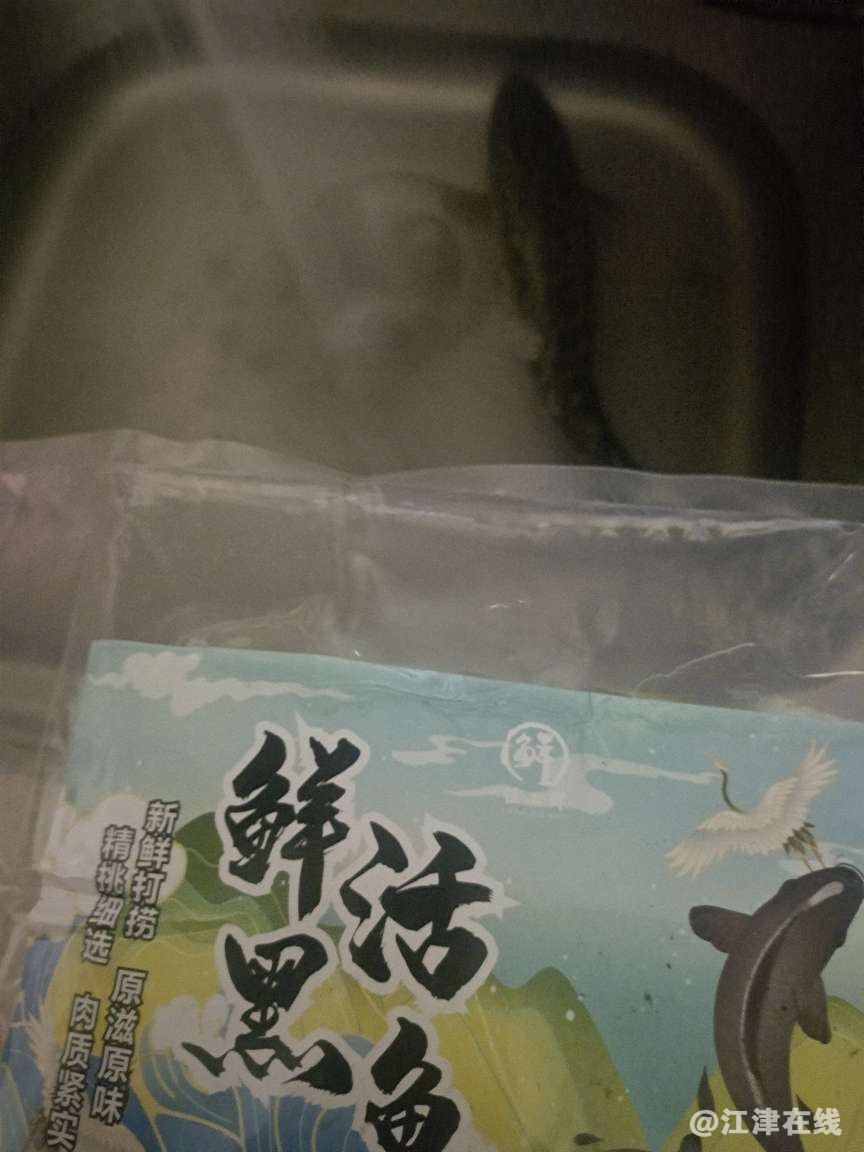 鲜
鲜活
黑鱼
新鲜打捞
精挑细选
原滋原味
肉质紧实
@江津在线